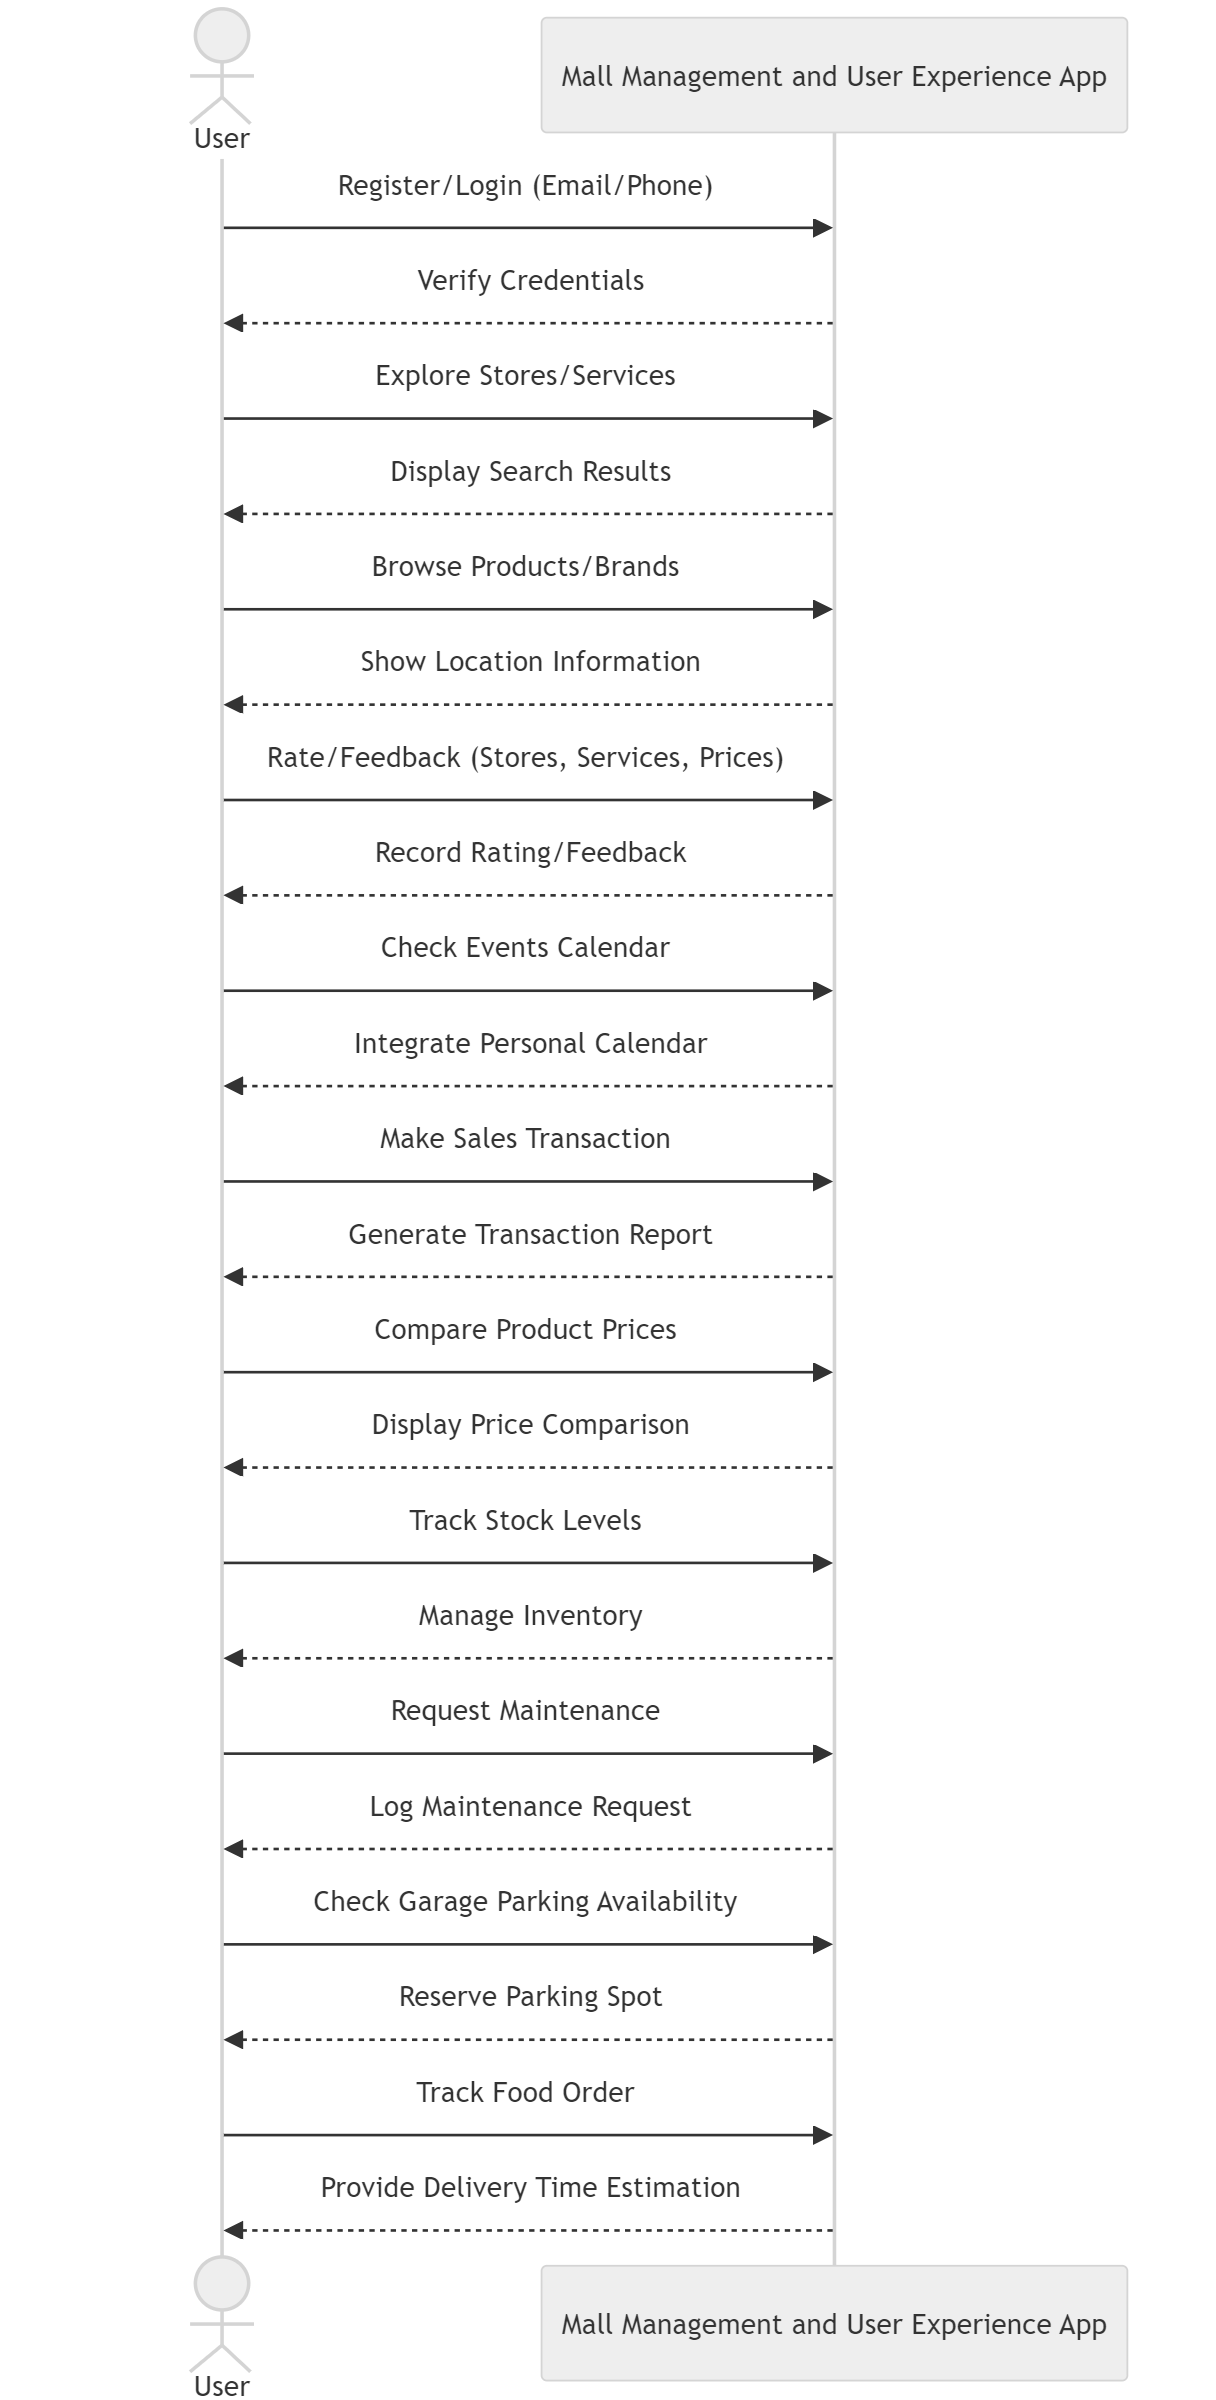 User
Mall Management and User Experience App
Register/Login (Email/Phone)
Verify Credentials
Explore Stores/Services
Display Search Results
Browse Products/Brands
Show Location Information
Rate/Feedback (Stores, Services, Prices)
Record Rating/Feedback
Check Events Calendar
Integrate Personal Calendar
Make Sales Transaction
Generate Transaction Report
Compare Product Prices
Display Price Comparison
Track Stock Levels
Manage Inventory
Request Maintenance
Log Maintenance Request
Check Garage Parking Availability
Reserve Parking Spot
Track Food Order
Provide Delivery Time Estimation
User
Mall Management and User Experience App